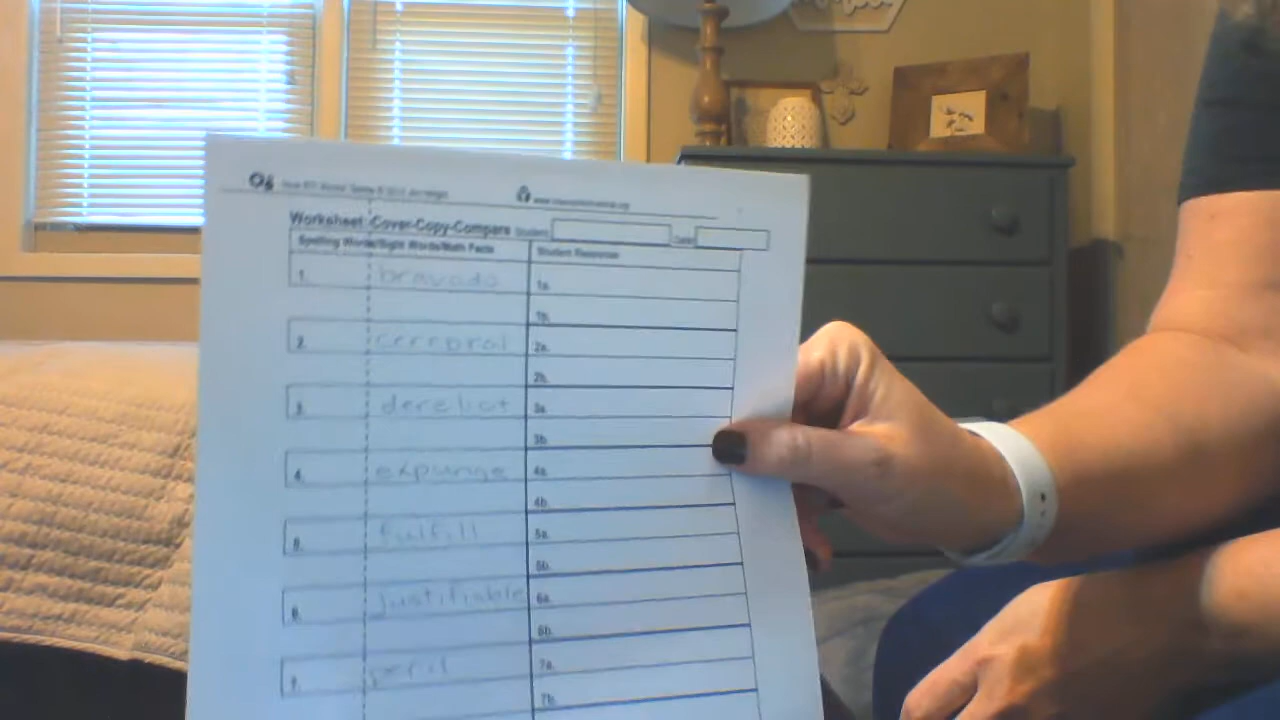 Worksheet: Cover-Copy-Compare Student: Date:
Spelling Words/Sight Words/Math Facts Student Response
1. bravado 1a.
1b.
2. cerebral 2a.
2b.
3. derelict 3a.
3b.
4. expunge 4a.
4b.
5. fulfill 5a.
5b.
6. justifiable 6a.
6b.
7. peril 7a.
7b.